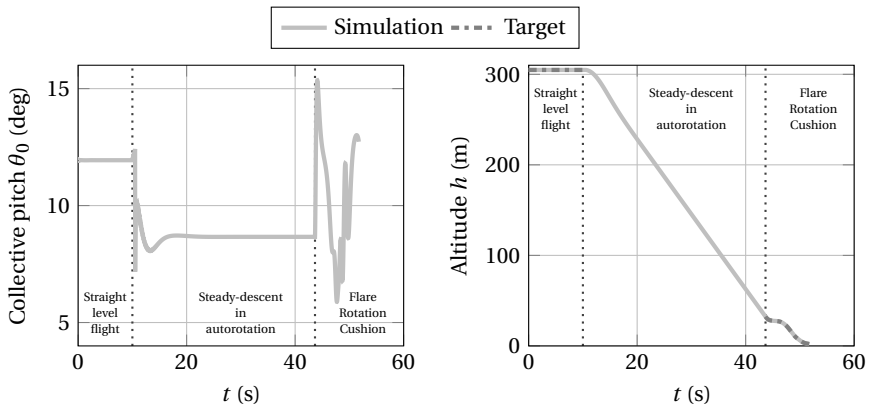 Simulation Target
Collective pitch θ0 (deg)
15
10
5
0
20
40
60
t (s)
Straight
level
flight
Steady-descent
in
autorotation
Flare
Rotation
Cushion
Altitude h (m)
300
200
100
0
0
20
40
60
t (s)
Straight
level
flight
Steady-descent
in
autorotation
Flare
Rotation
Cushion